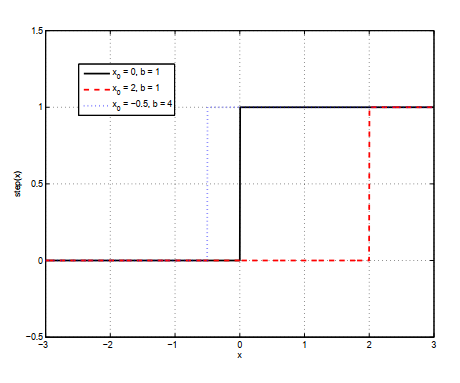 1.5
x0 = 0, b = 1
x0 = 2, b = 1
x0 = −0.5, b = 4
1
step(x)
0.5
0
−0.5
−3 −2 −1 0 1 2 3
x